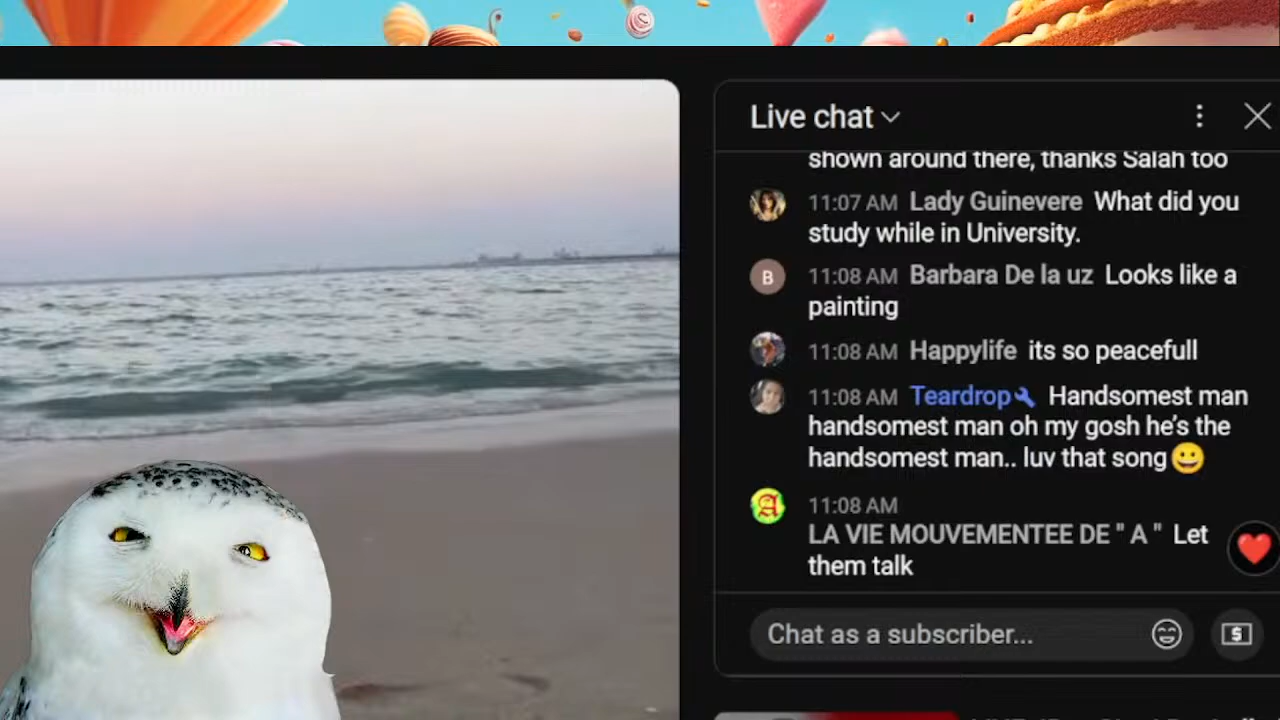 Live chat
shown around there, thanks Salah too
11:07 AM Lady Guinevere What did you
study while in University.
B
11:08 AM Barbara De la uz Looks like a
painting
11:08 AM Happylife its so peacefull
11:08 AM Teardrop Handsomest man
handsomest man oh my gosh he's the
handsomest man.. luv that song😀
A
11:08 AM
LA VIE MOUVEMENTEE DE " A " Let
them talk
Chat as a subscriber...
$